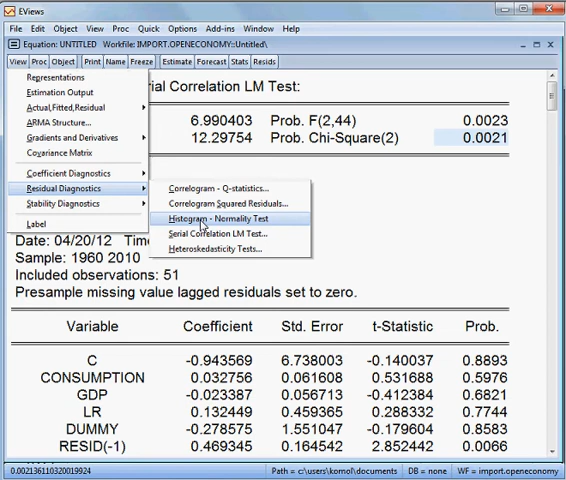 EViews
File Edit Object View Proc Quick Options Add-ins Window Help
Equation: UNTITLED Workfile: IMPORT.OPENECONOMY::Untitled\
View Proc Object Print Name Freeze Estimate Forecast Stats Resids
Representations
Estimation Output
Actual,Fitted,Residual
ARMA Structure...
Gradients and Derivatives
Covariance Matrix
Coefficient Diagnostics
Residual Diagnostics
Stability Diagnostics
Label
Correlogram - Q-statistics...
Correlogram Squared Residuals...
Histogram - Normality Test
Serial Correlation LM Test...
Heteroskedasticity Tests...
ial Correlation LM Test:
6.990403 Prob. F(2,44) 0.0023
12.29754 Prob. Chi-Square(2) 0.0021
Date: 04/20/12 Time
Sample: 1960 2010
Included observations: 51
Presample missing value lagged residuals set to zero.
Variable Coefficient Std. Error t-Statistic Prob.
C -0.943569 6.738003 -0.140037 0.8893
CONSUMPTION 0.032756 0.061608 0.531688 0.5976
GDP -0.023387 0.056713 -0.412384 0.6821
LR 0.132449 0.459365 0.288332 0.7744
DUMMY -0.278575 1.551047 -0.179604 0.8583
RESID(-1) 0.469345 0.164542 2.852442 0.0066
0.002136110320019924 Path = c:\users\komol\documents DB = none WF = import.openeconomy